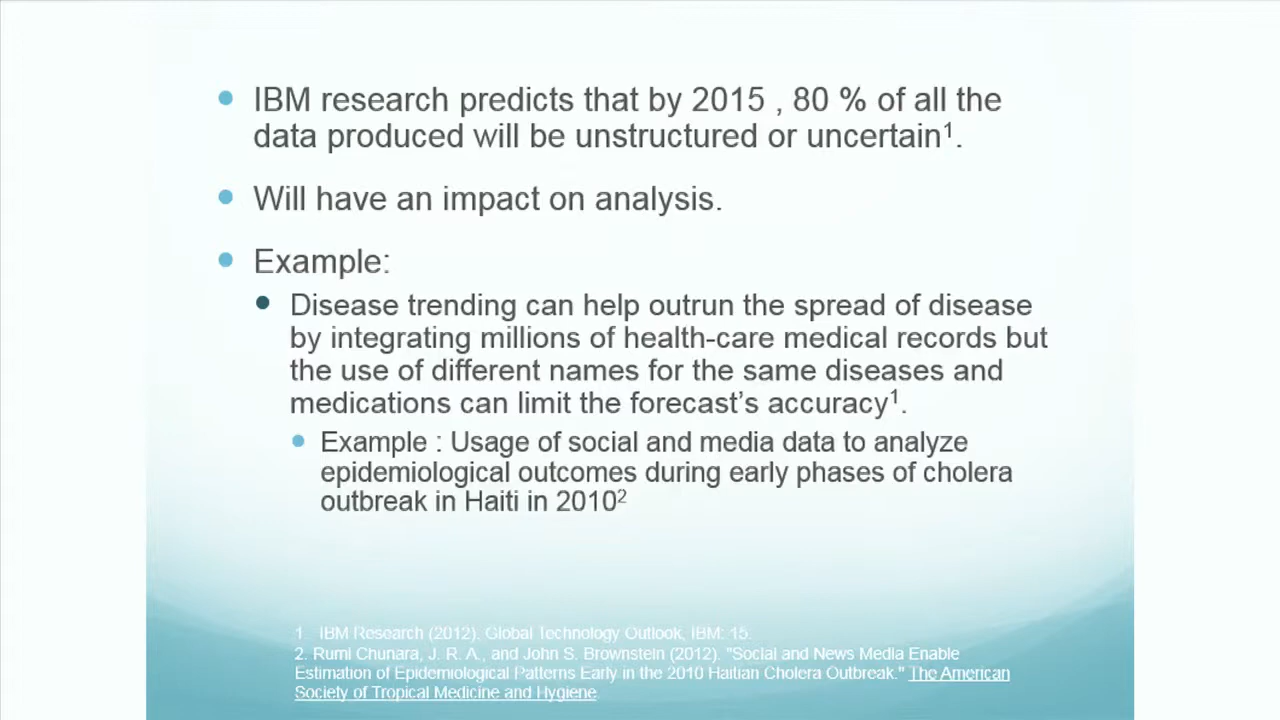 IBM research predicts that by 2015 , 80 % of all the
data produced will be unstructured or uncertain¹.
Will have an impact on analysis.
Example:
Disease trending can help outrun the spread of disease
by integrating millions of health-care medical records but
the use of different names for the same diseases and
medications can limit the forecast’s accuracy¹.
Example : Usage of social and media data to analyze
epidemiological outcomes during early phases of cholera
outbreak in Haiti in 2010²
1. IBM Research (2012). Global Technology Outlook, IBM: 15.
2. Rumi Chunara, J. R. A., and John S. Brownstein (2012). "Social and News Media Enable
Estimation of Epidemiological Patterns Early in the 2010 Haitian Cholera Outbreak." The American
Society of Tropical Medicine and Hygiene.